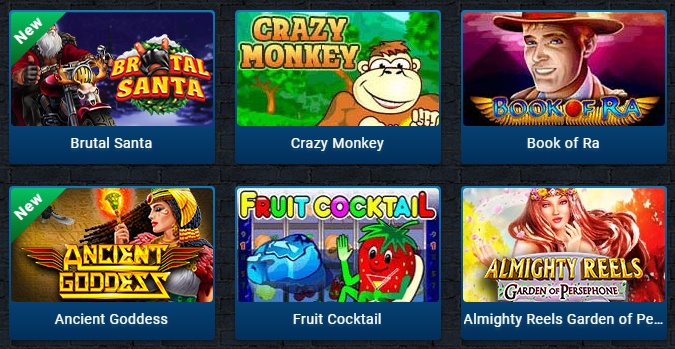 New
BRUTAL
SANTA
Brutal Santa
CRAZY
MONKEY
Crazy Monkey
BOOK OF RA
Book of Ra
New
ANCIENT
GODDESS
Ancient Goddess
FRUIT COCKTAIL
Fruit Cocktail
ALMIGHTY REELS
GARDEN OF PERSEPHONE
Almighty Reels Garden of Pe...